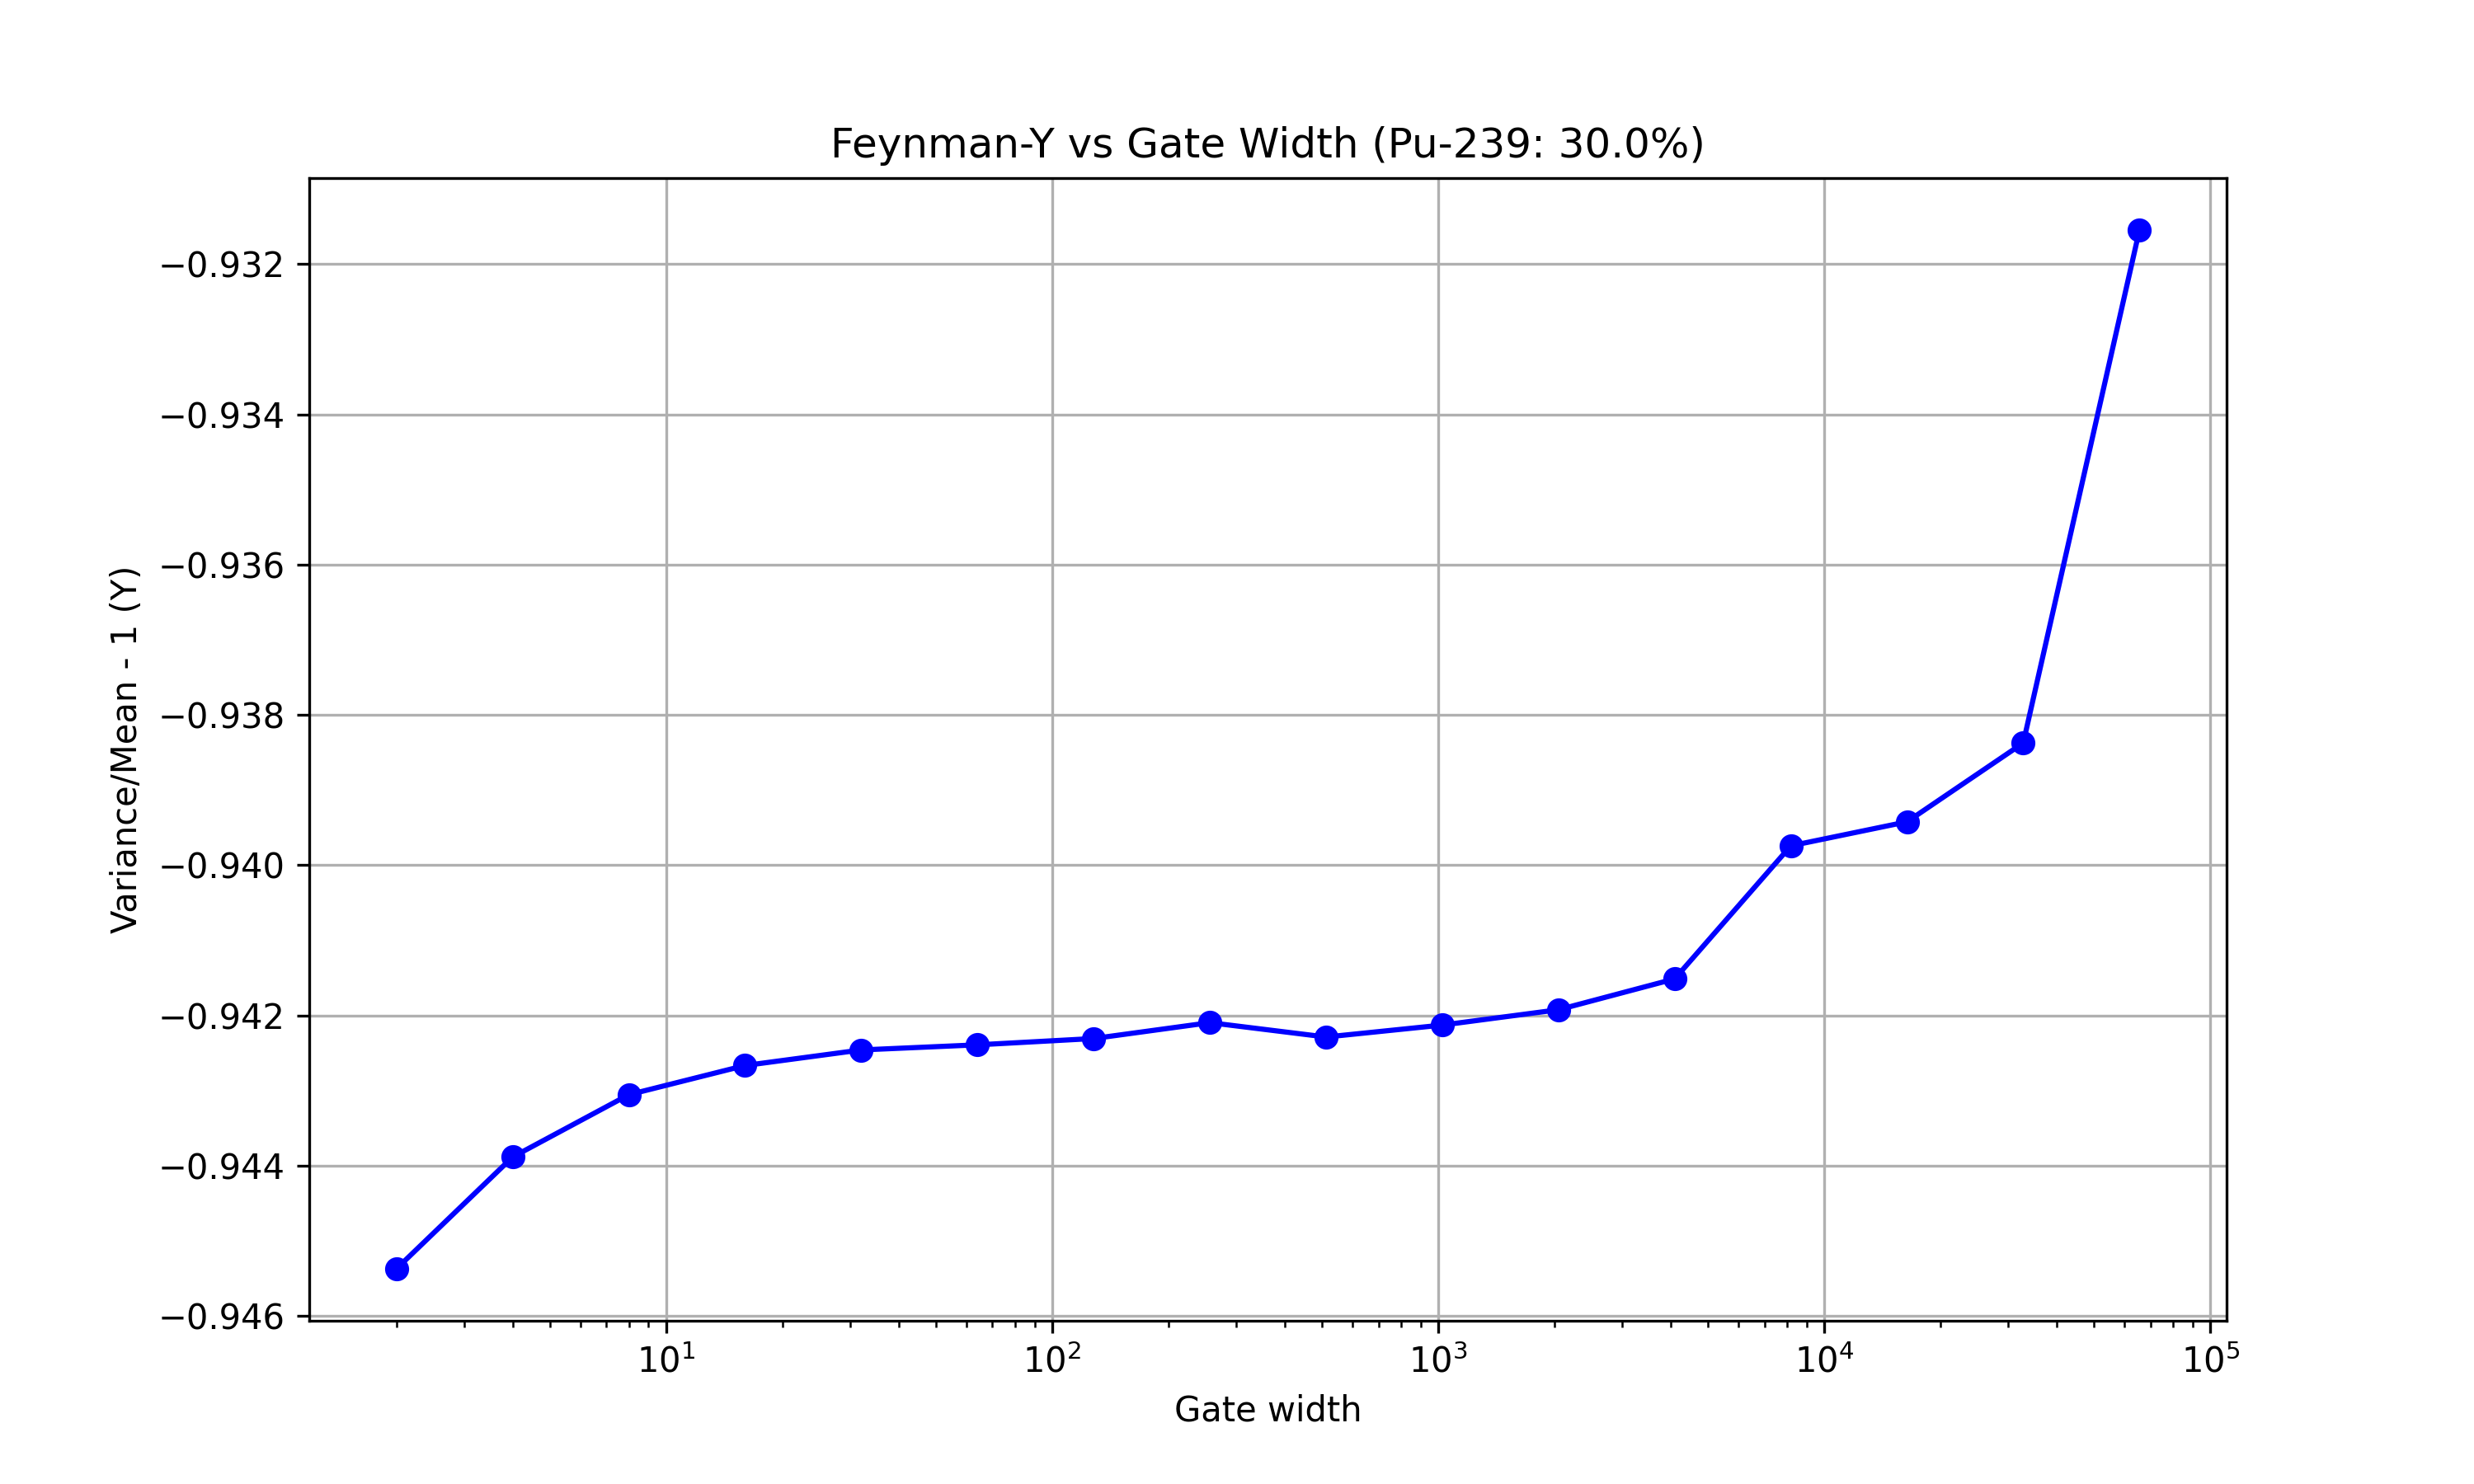 Feynman-Y vs Gate Width (Pu-239: 30.0%)
Variance/Mean - 1 (Y)
−0.932
−0.934
−0.936
−0.938
−0.940
−0.942
−0.944
−0.946
10¹ 10² 10³ 10⁴ 10⁵
Gate width